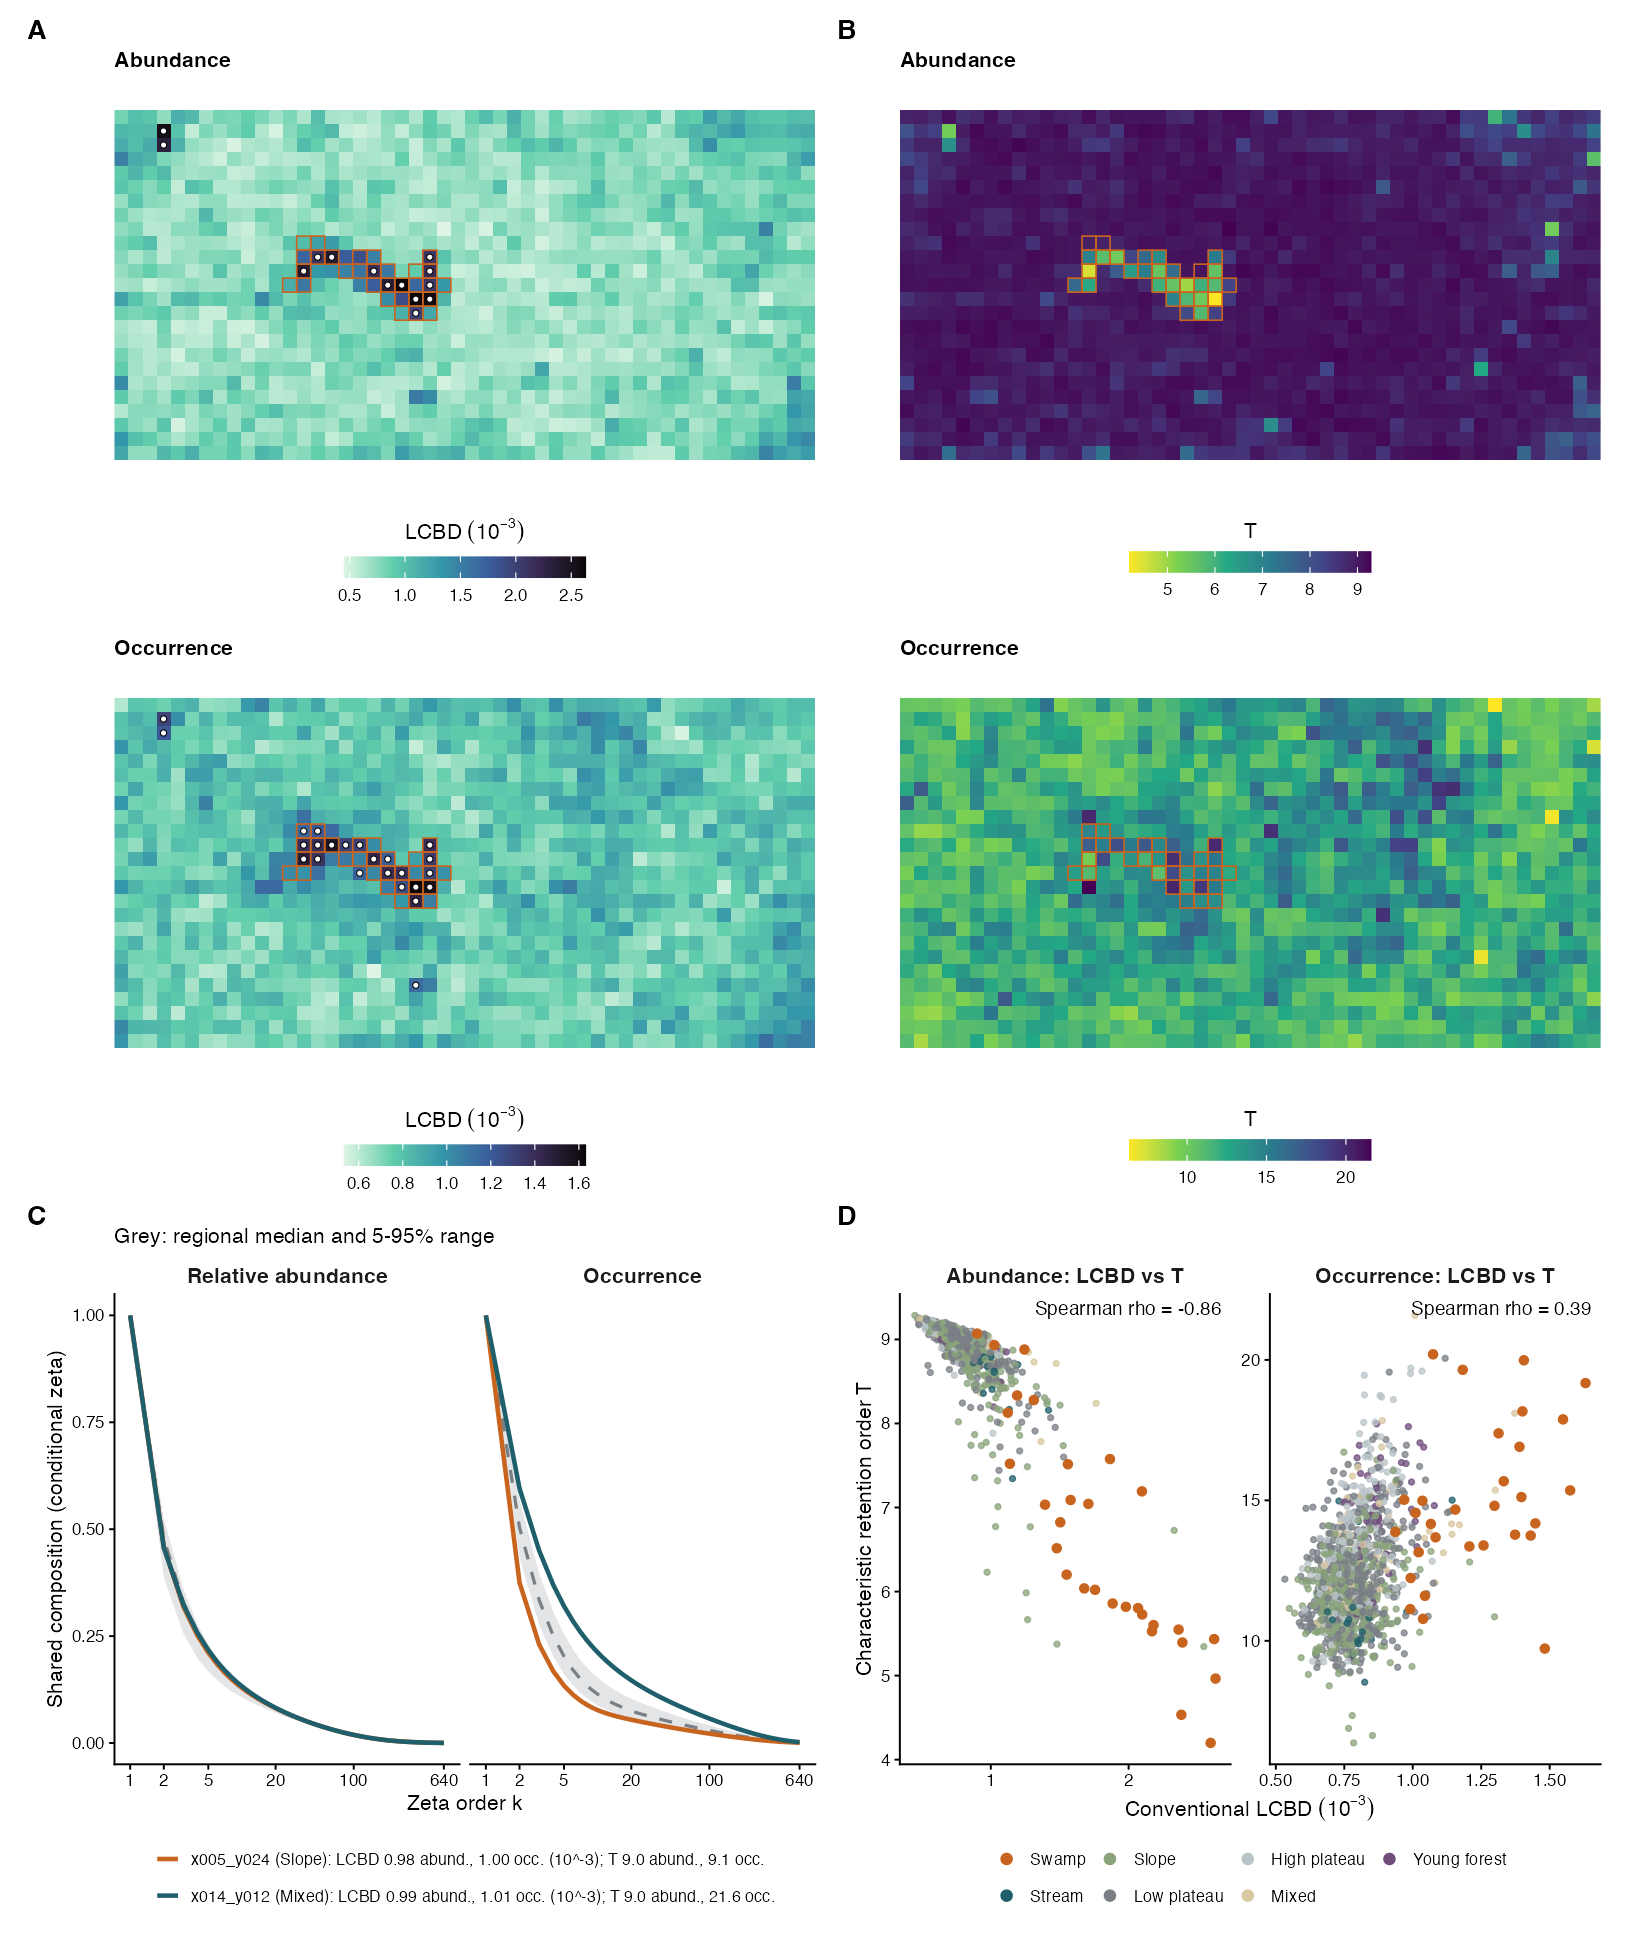 A
B
Abundance
Abundance
LCBD (10⁻³)
0.5 1.0 1.5 2.0 2.5
T
5 6 7 8 9
Occurrence
Occurrence
LCBD (10⁻³)
0.6 0.8 1.0 1.2 1.4 1.6
T
10 15 20
C
Grey: regional median and 5-95% range
Relative abundance
Occurrence
Shared composition (conditional zeta)
1.00
0.75
0.50
0.25
0.00
1 2 5 20 100 640
1 2 5 20 100 640
Zeta order k
x005_y024 (Slope): LCBD 0.98 abund., 1.00 occ. (10^-3); T 9.0 abund., 9.1 occ.
x014_y012 (Mixed): LCBD 0.99 abund., 1.01 occ. (10^-3); T 9.0 abund., 21.6 occ.
D
Abundance: LCBD vs T
Occurrence: LCBD vs T
Spearman rho = -0.86
Spearman rho = 0.39
Characteristic retention order T
9
8
7
6
5
4
20
15
10
1 2
0.50 0.75 1.00 1.25 1.50
Conventional LCBD (10⁻³)
Swamp Slope High plateau Young forest
Stream Low plateau Mixed